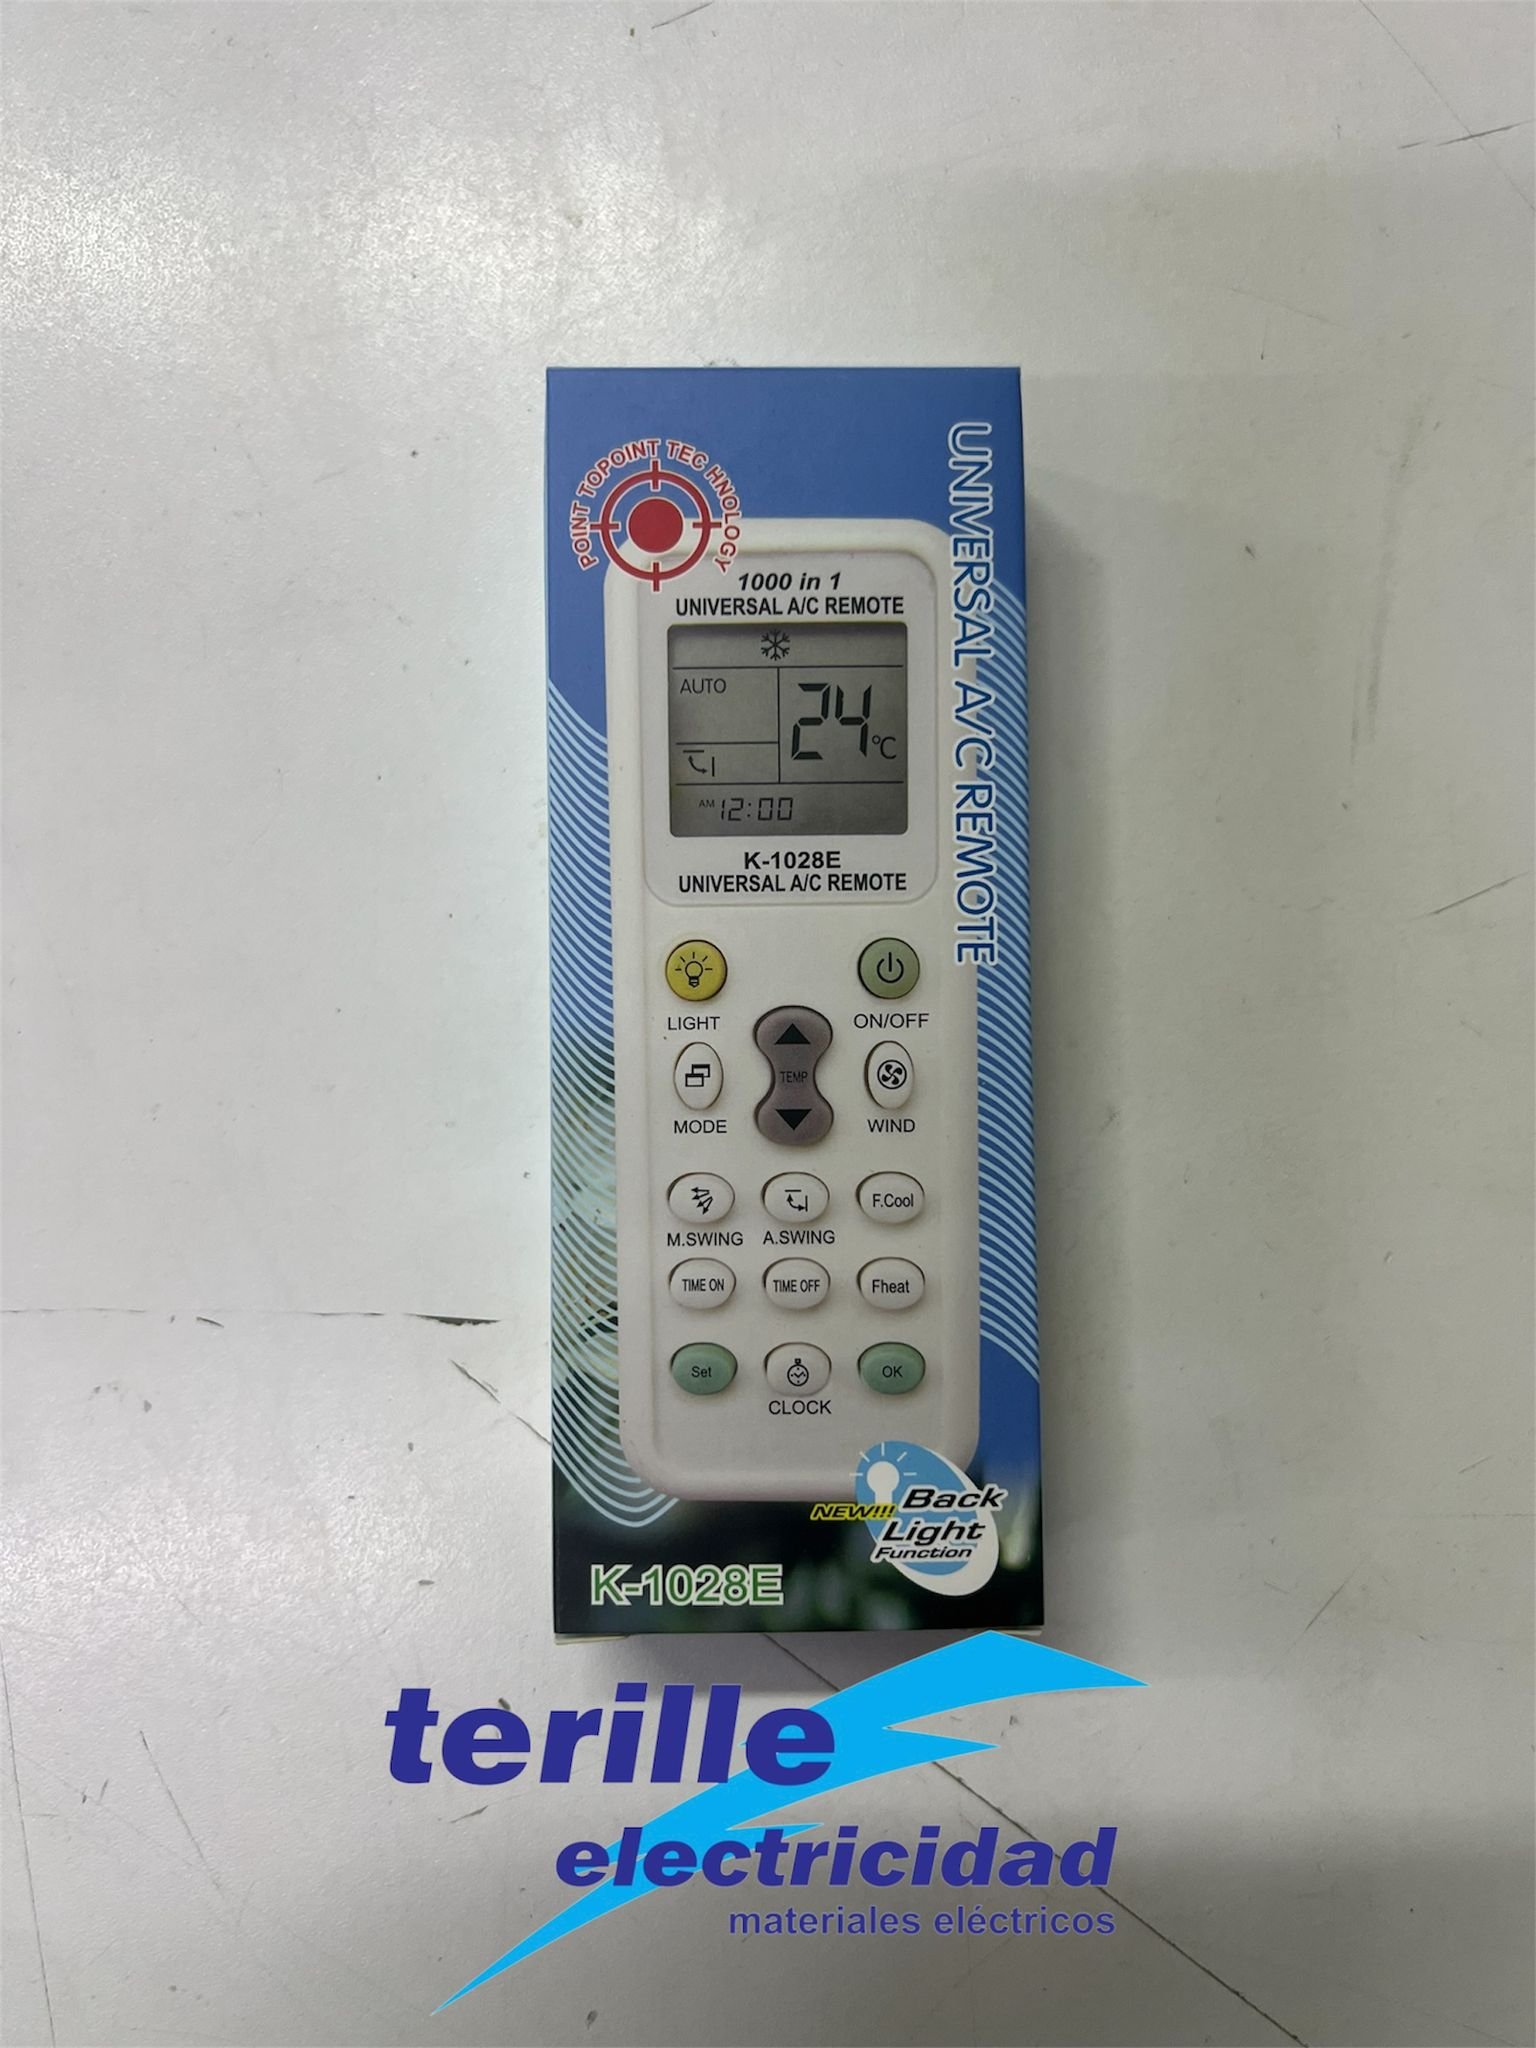 POINT TOPOINT TEC HNOLOGY
UNIVERSAL A/C REMOTE
1000 in 1
UNIVERSAL A/C REMOTE
AUTO
24°C
AM 12:00
K-1028E
UNIVERSAL A/C REMOTE
LIGHT
ON/OFF
TEMP
MODE
WIND
F.Cool
M.SWING
A.SWING
TIME ON
TIME OFF
Fheat
Set
OK
CLOCK
NEW!!! Back
Light
Function
K-1028E
terille
electricidad
materiales eléctricos